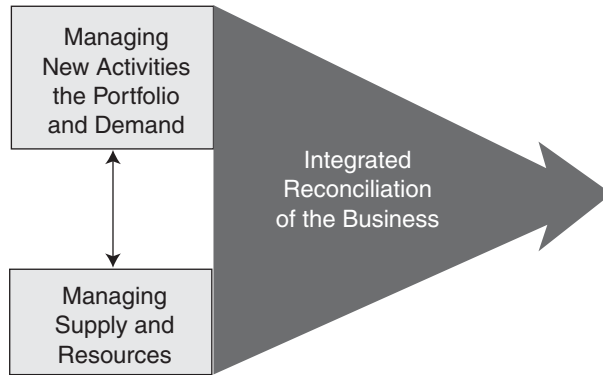 Managing
New Activities
the Portfolio
and Demand
Integrated
Reconciliation
of the Business
Managing
Supply and
Resources